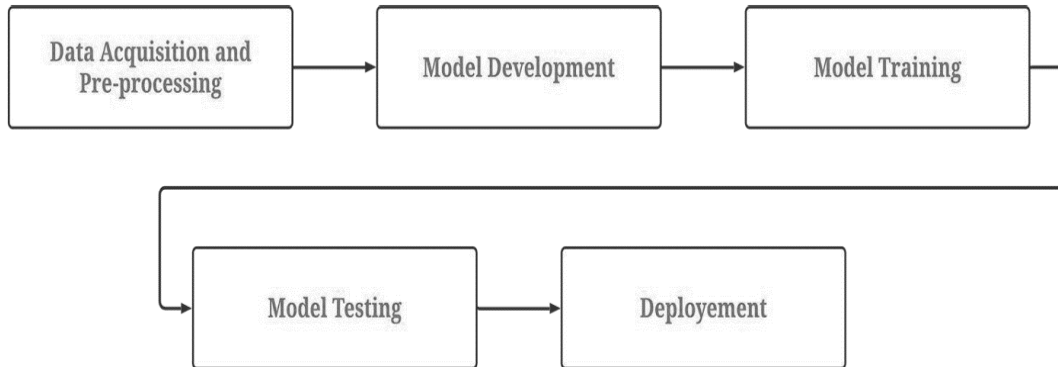 Data Acquisition and
Pre-processing
Model Development
Model Training
Model Testing
Deployement